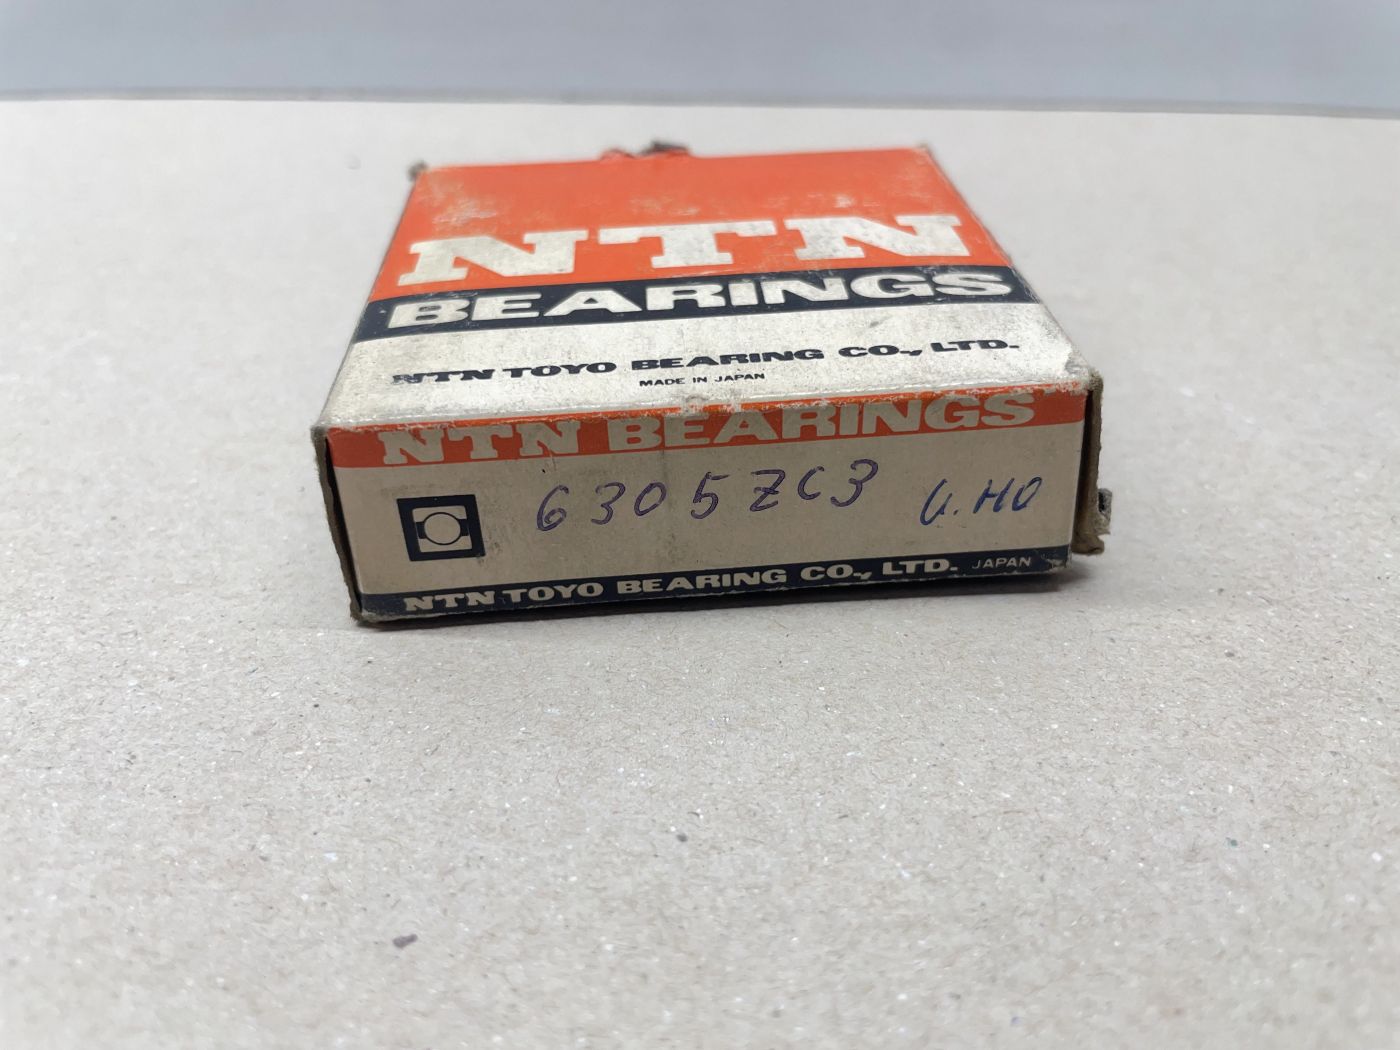 NTN
BEARINGS
NTN TOYO BEARING CO., LTD.
MADE IN JAPAN
NTN BEARINGS
6305ZC3
NTN TOYO BEARING CO., LTD. JAPAN